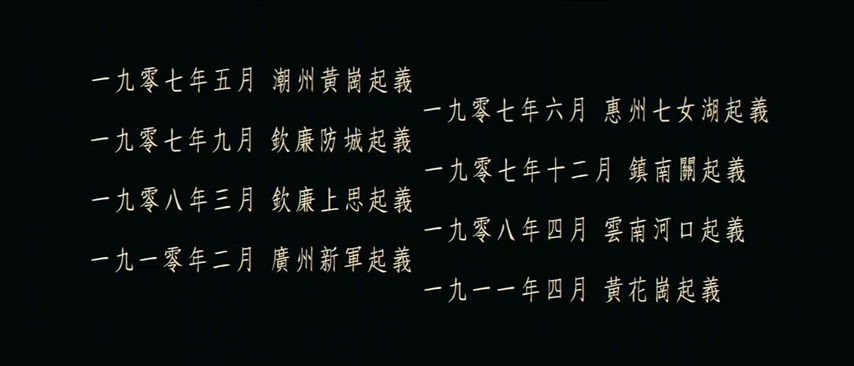 一九零七年五月 潮州黃崗起義
一九零七年六月 惠州七女湖起義
一九零七年九月 欽廉防城起義
一九零七年十二月 鎮南關起義
一九零八年三月 欽廉上思起義
一九零八年四月 雲南河口起義
一九一零年二月 廣州新軍起義
一九一一年四月 黃花崗起義